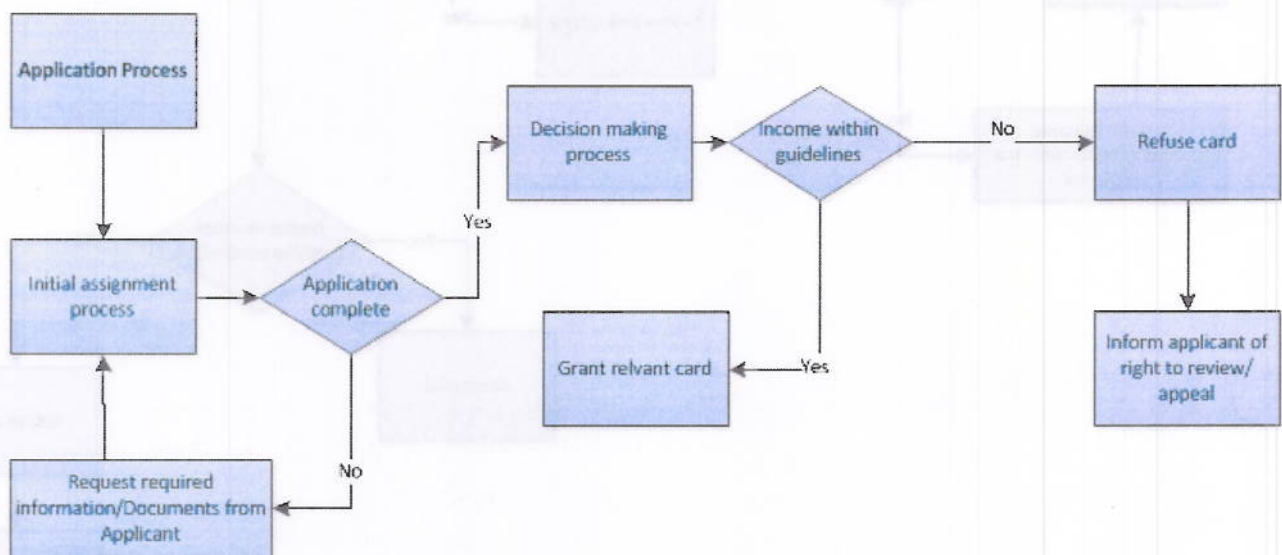 Application Process
Decision making
process
Income within
guidelines
No
Refuse card
Yes
Initial assignment
process
Application
complete
Grant relvant card
Yes
Inform applicant of
right to review/
appeal
No
Request required
information/Documents from
Applicant